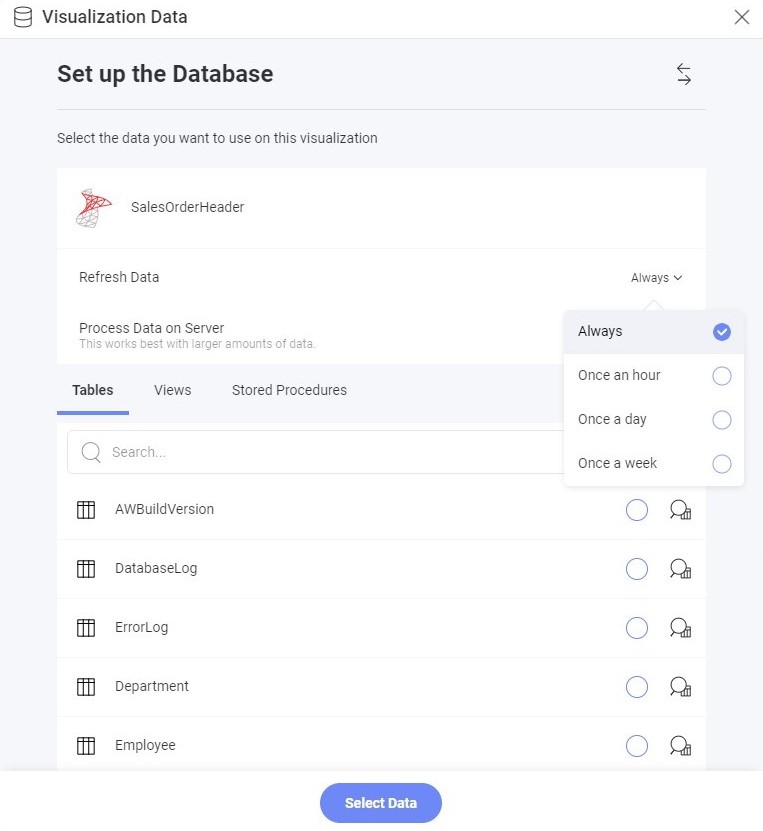 Visualization Data
Set up the Database
Select the data you want to use on this visualization
SalesOrderHeader
Refresh Data
Always
Process Data on Server
This works best with larger amounts of data.
Always
Once an hour
Once a day
Once a week
Tables
Views
Stored Procedures
Search...
AWBuildVersion
DatabaseLog
ErrorLog
Department
Employee
Select Data